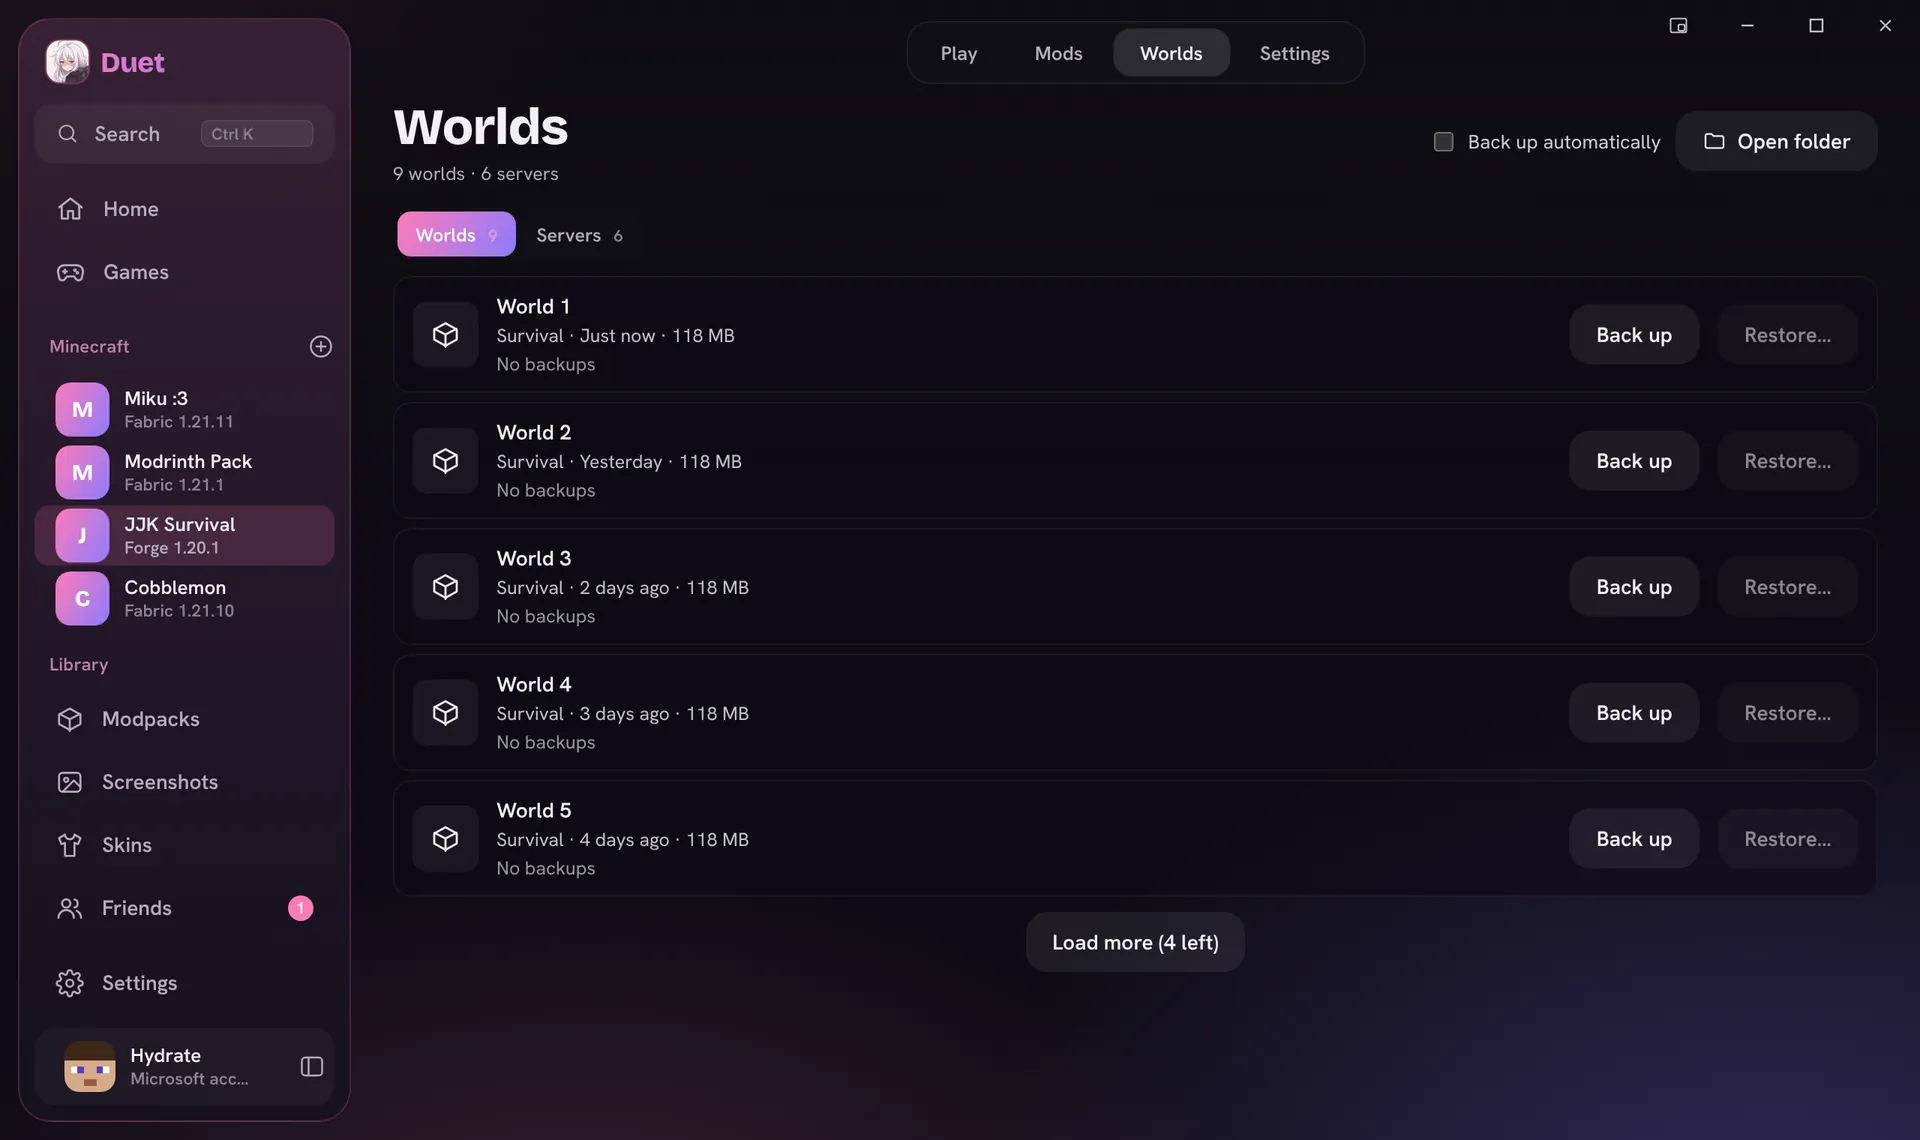 Duet
Search
Ctrl K
Home
Games
Minecraft
M
Miku :3
Fabric 1.21.11
M
Modrinth Pack
Fabric 1.21.1
J
JJK Survival
Forge 1.20.1
C
Cobblemon
Fabric 1.21.10
Library
Modpacks
Screenshots
Skins
Friends
1
Settings
Hydrate
Microsoft acc...
Play
Mods
Worlds
Settings
Worlds
9 worlds · 6 servers
Back up automatically
Open folder
Worlds 9
Servers 6
World 1
Survival · Just now · 118 MB
No backups
Back up
Restore...
World 2
Survival · Yesterday · 118 MB
No backups
Back up
Restore...
World 3
Survival · 2 days ago · 118 MB
No backups
Back up
Restore...
World 4
Survival · 3 days ago · 118 MB
No backups
Back up
Restore...
World 5
Survival · 4 days ago · 118 MB
No backups
Back up
Restore...
Load more (4 left)